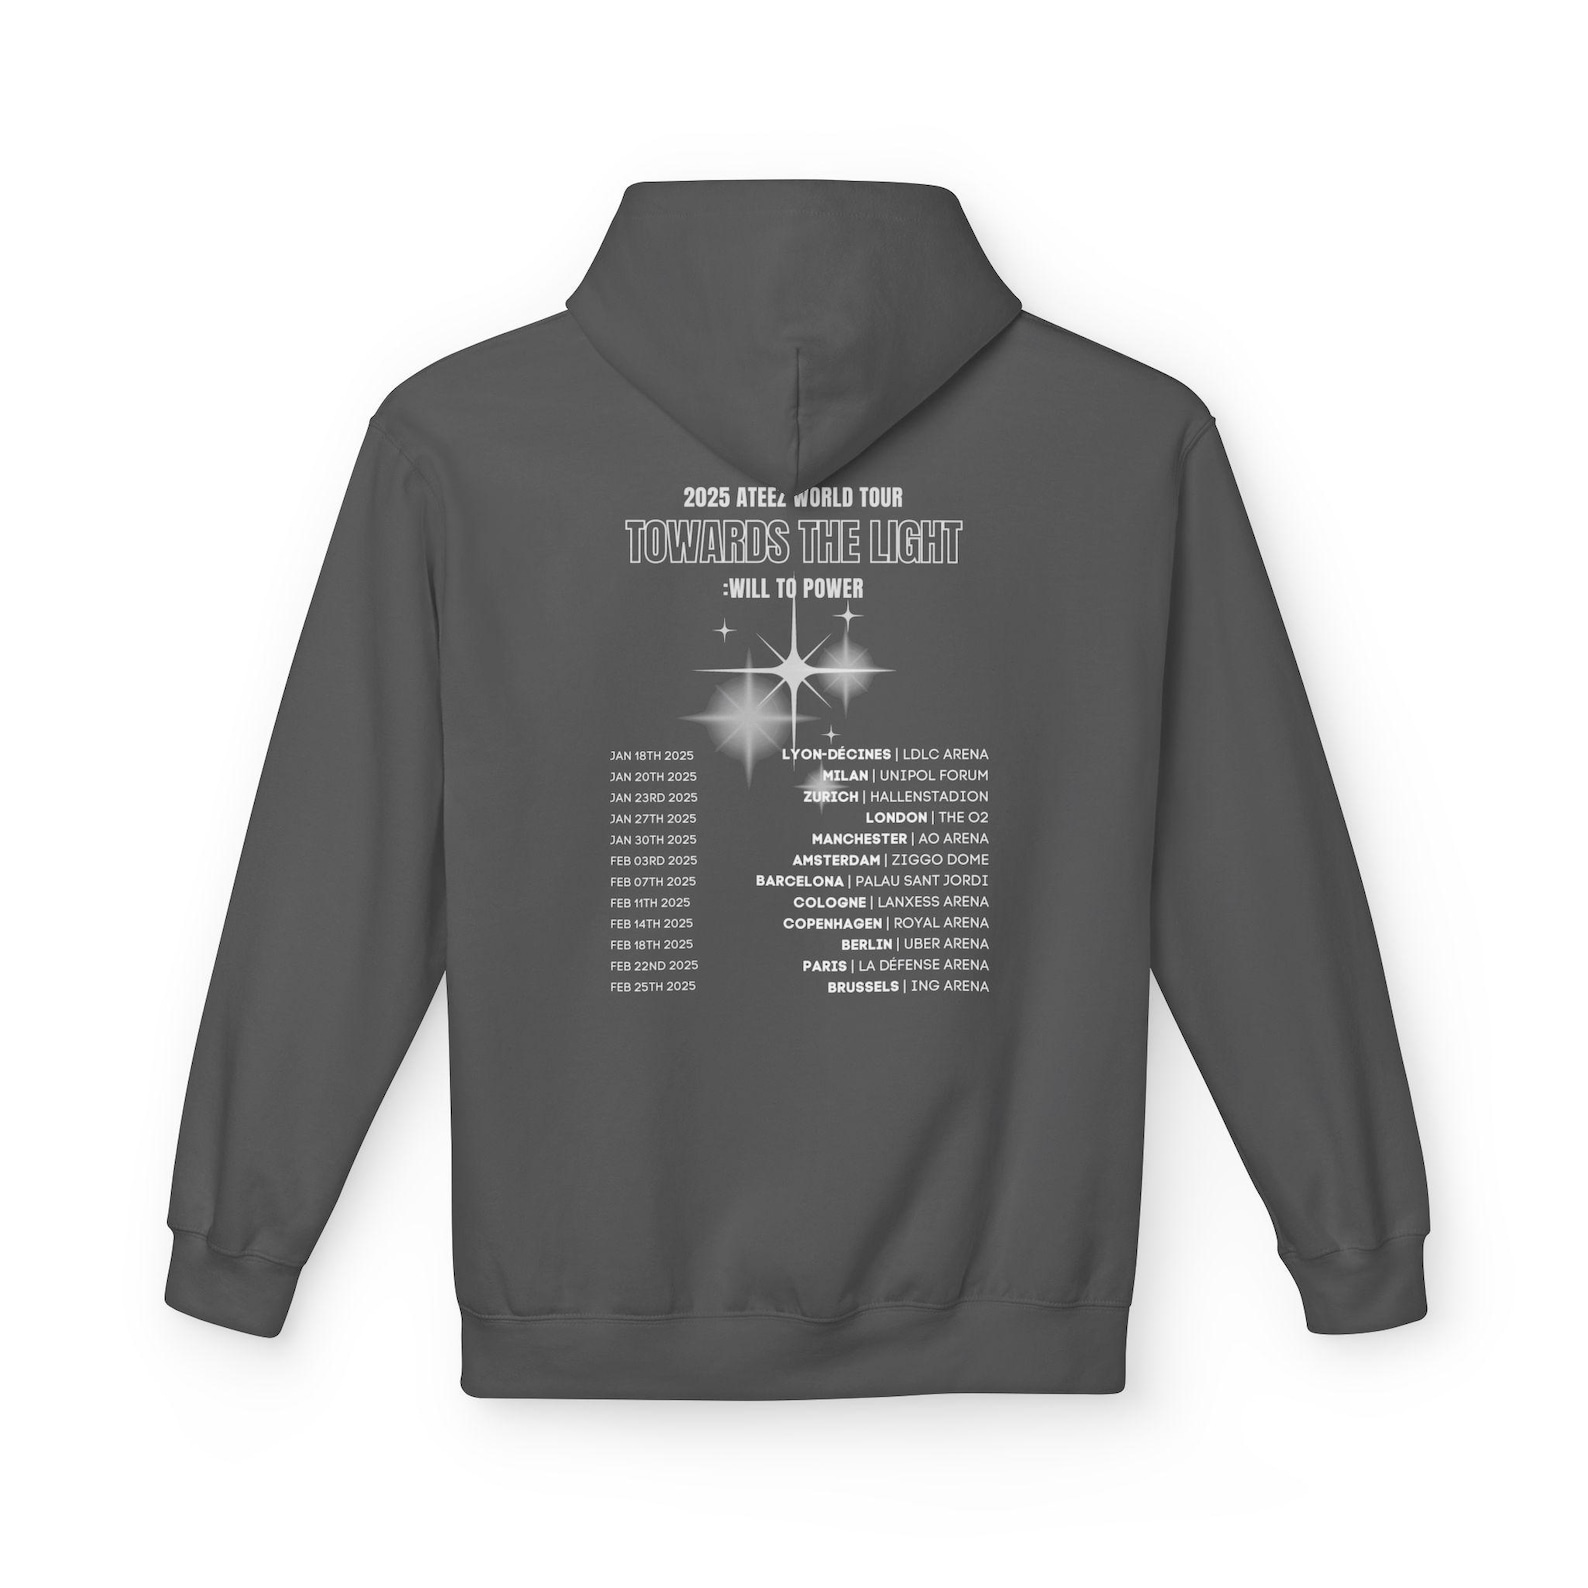 2025 ATEEZ WORLD TOUR
TOWARDS THE LIGHT
:WILL TO POWER
JAN 18TH 2025 LYON-DÉCINES | LDLC ARENA
JAN 20TH 2025 MILAN | UNIPOL FORUM
JAN 23RD 2025 ZURICH | HALLENSTADION
JAN 27TH 2025 LONDON | THE O2
JAN 30TH 2025 MANCHESTER | AO ARENA
FEB 03RD 2025 AMSTERDAM | ZIGGO DOME
FEB 07TH 2025 BARCELONA | PALAU SANT JORDI
FEB 11TH 2025 COLOGNE | LANXESS ARENA
FEB 14TH 2025 COPENHAGEN | ROYAL ARENA
FEB 18TH 2025 BERLIN | UBER ARENA
FEB 22ND 2025 PARIS | LA DÉFENSE ARENA
FEB 25TH 2025 BRUSSELS | ING ARENA